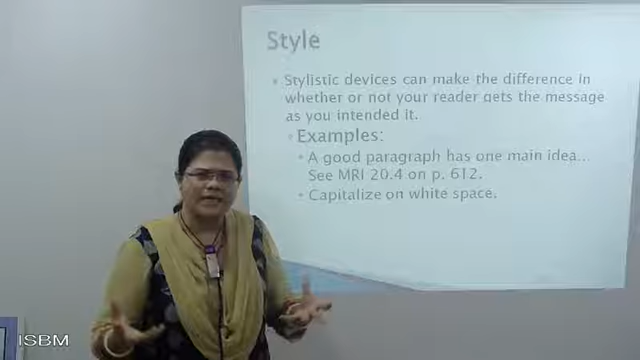 Style
Stylistic devices can make the difference in
whether or not your reader gets the message
as you intended it.
Examples:
A good paragraph has one main idea...
See MRI 20.4 on p. 612.
Capitalize on white space.
ISBM